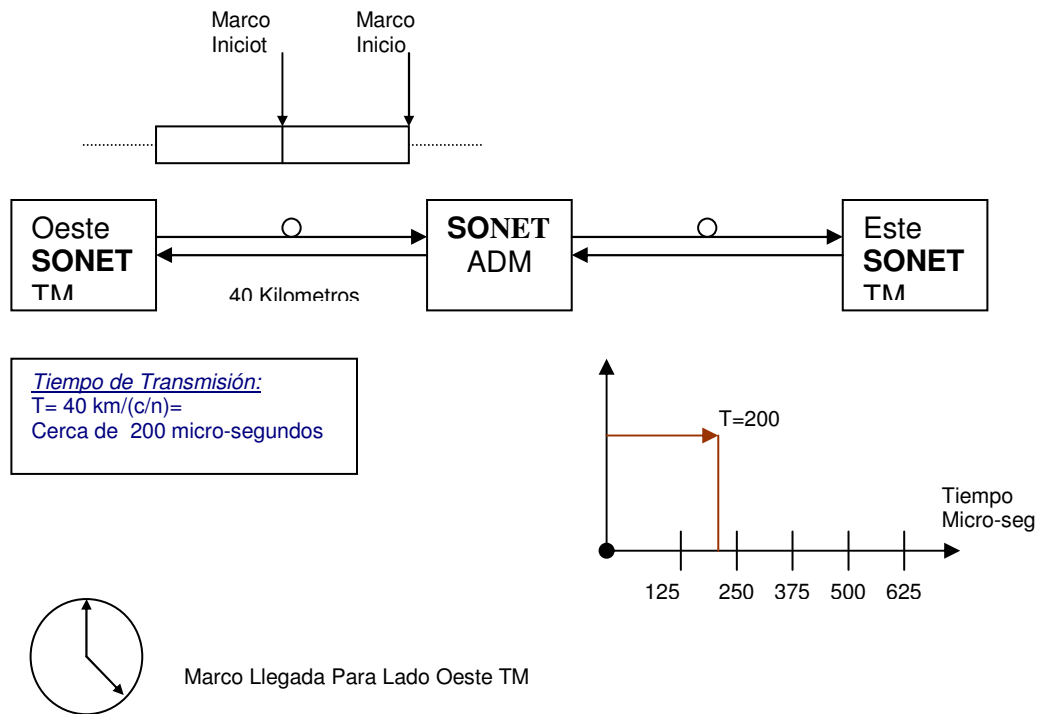 Marco
Iniciot
Marco
Inicio
Oeste
SONET
TM
SONET
ADM
Este
SONET
TM
40 Kilometros
Tiempo de Transmisión:
T= 40 km/(c/n)=
Cerca de 200 micro-segundos
T=200
Tiempo
Micro-seg
125 250 375 500 625
Marco Llegada Para Lado Oeste TM